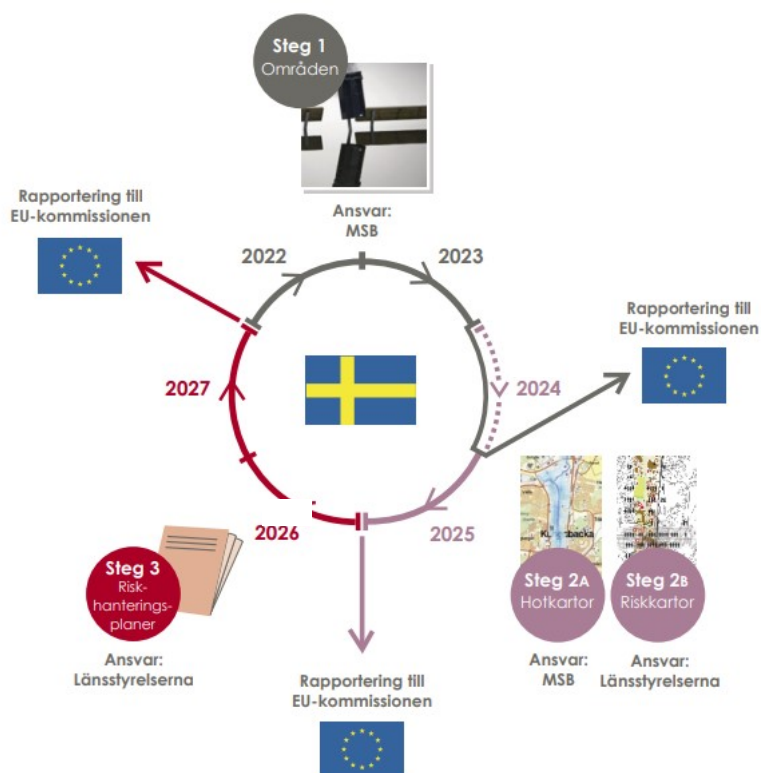 Steg 1
Områden
Ansvar:
MSB
Rapportering till
EU-kommissionen
2022
2023
Rapportering till
EU-kommissionen
2027
2024
2026
2025
Steg 3
Risk-
hanterings-
planer
Ansvar:
Länsstyrelserna
Steg 2A
Hotkartor
Ansvar:
MSB
Steg 2B
Riskkartor
Ansvar:
Länsstyrelserna
Rapportering till
EU-kommissionen